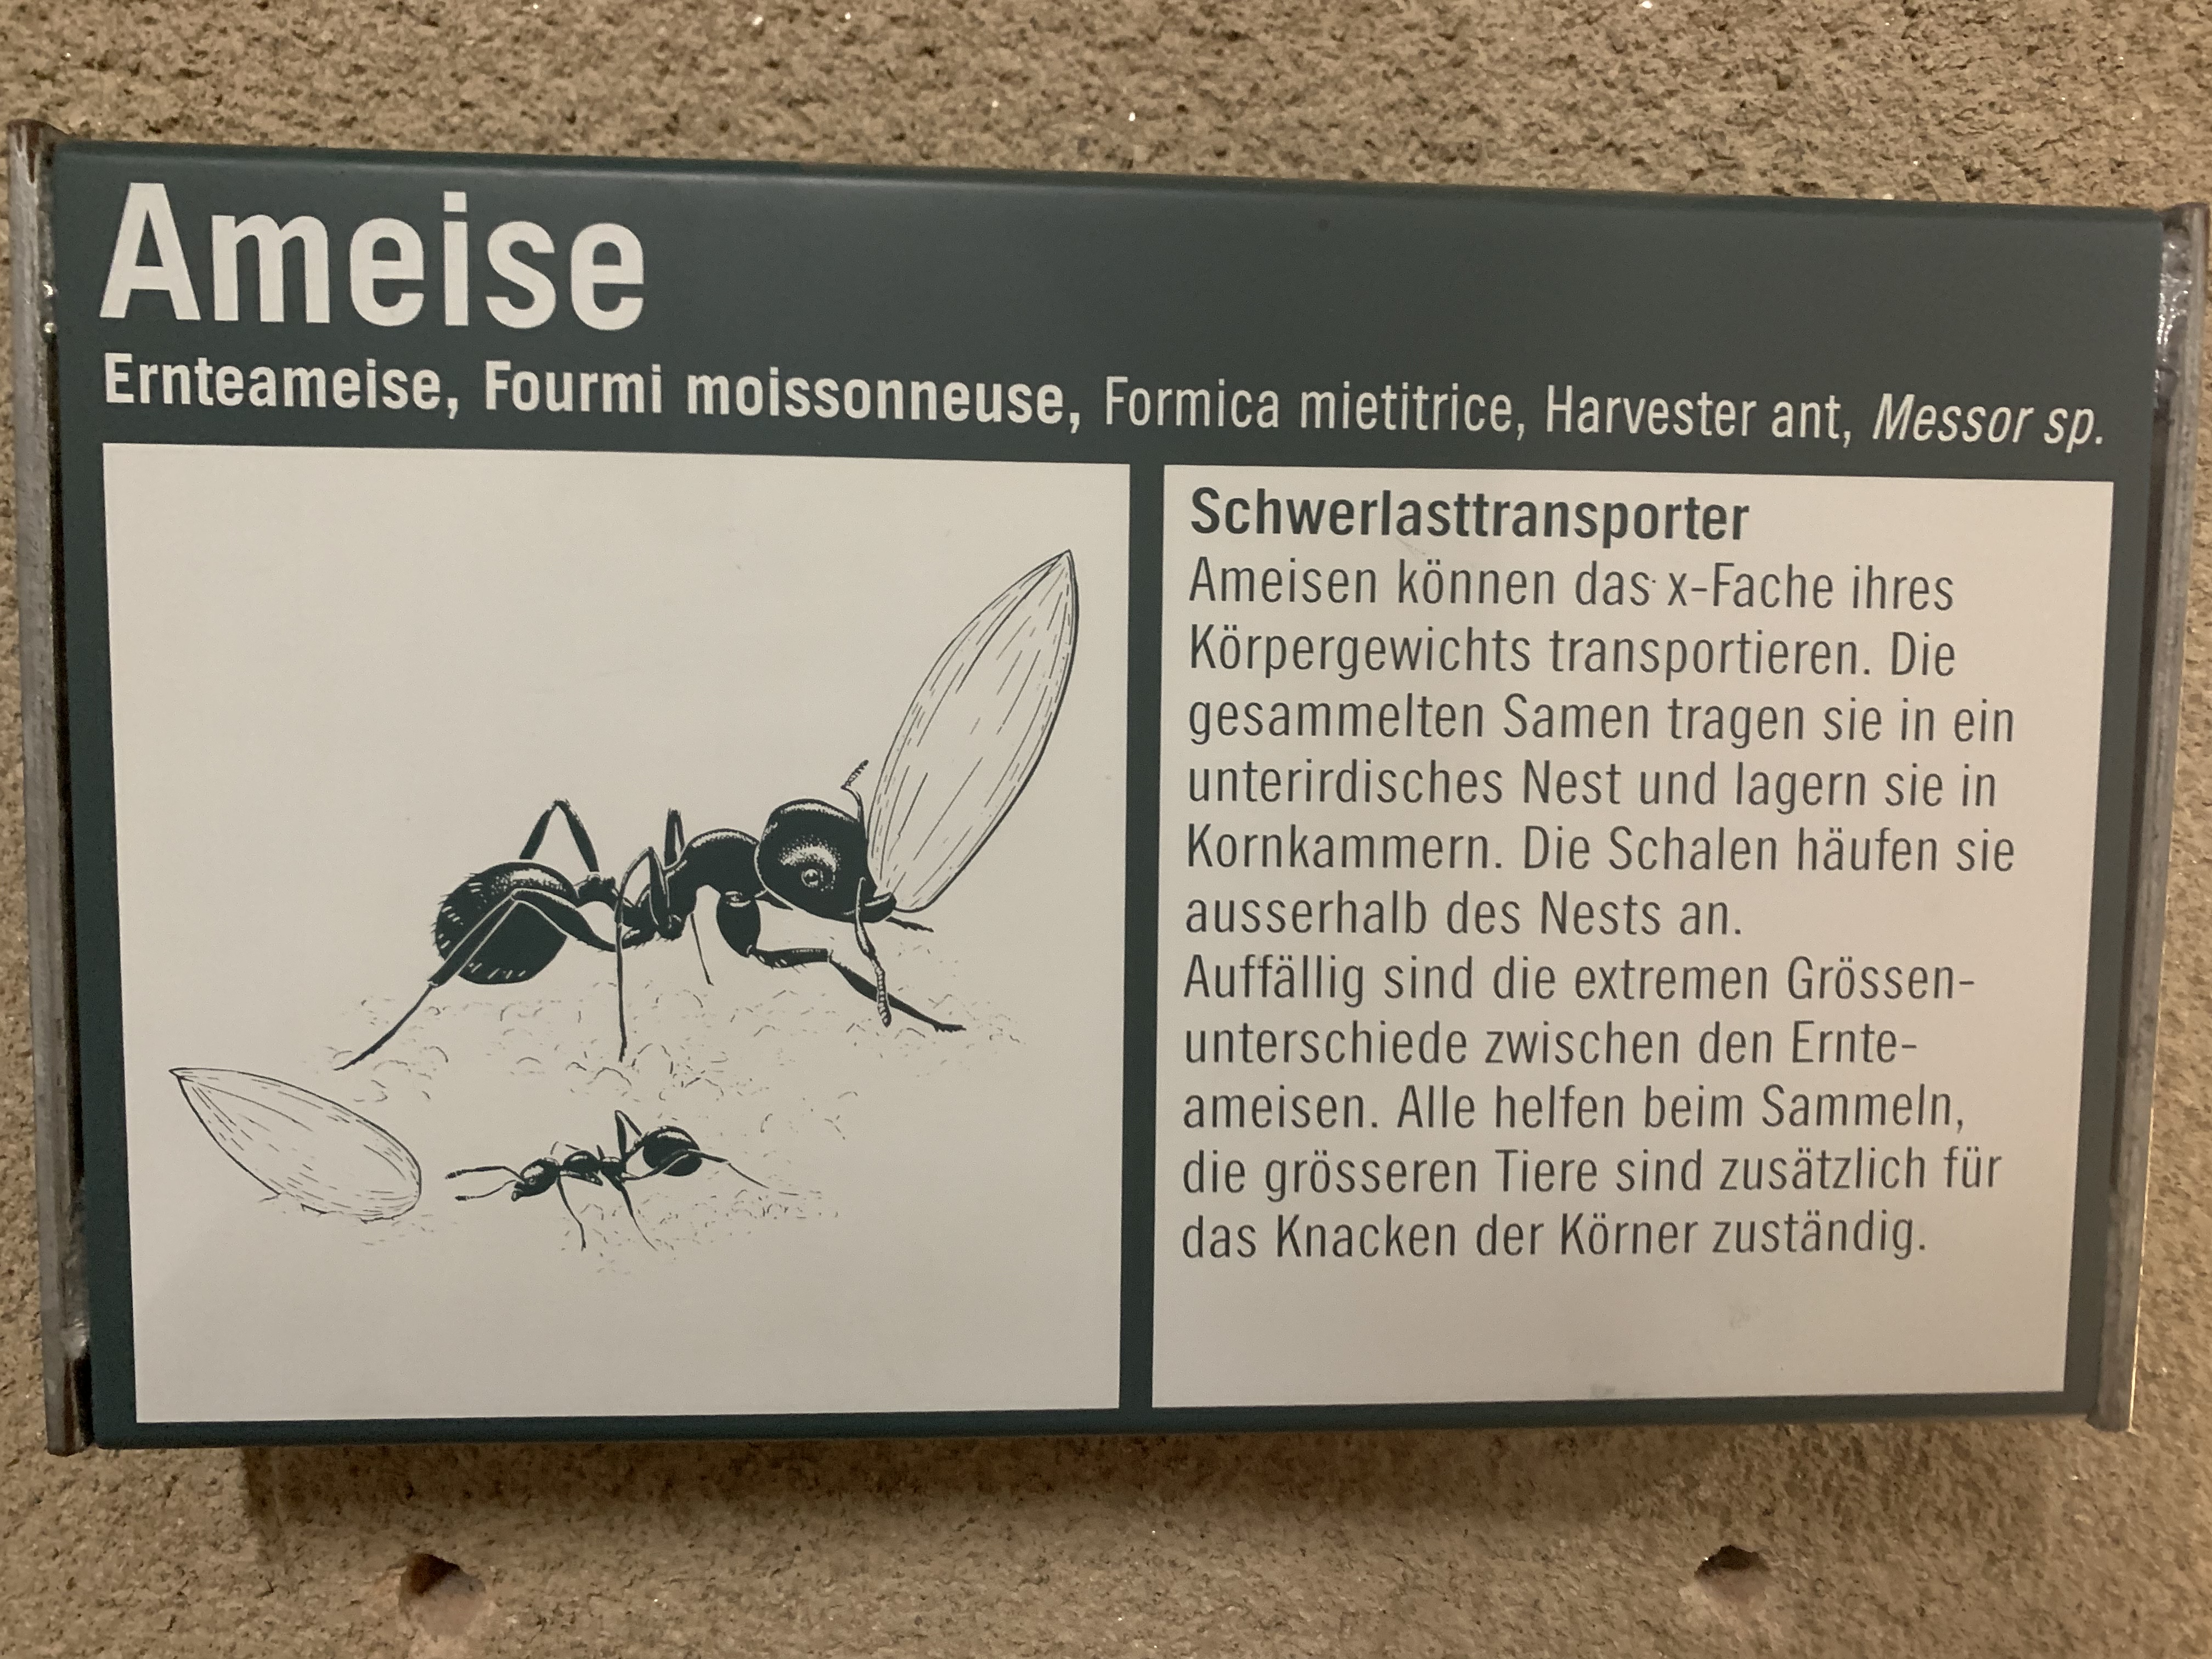 Ameise
Ernteameise, Fourmi moissonneuse, Formica mietitrice, Harvester ant, Messor sp.
Schwerlasttransporter
Ameisen können das x-Fache ihres
Körpergewichts transportieren. Die
gesammelten Samen tragen sie in ein
unterirdisches Nest und lagern sie in
Kornkammern. Die Schalen häufen sie
ausserhalb des Nests an.
Auffällig sind die extremen Grössen-
unterschiede zwischen den Ernte-
ameisen. Alle helfen beim Sammeln,
die grösseren Tiere sind zusätzlich für
das Knacken der Körner zuständig.